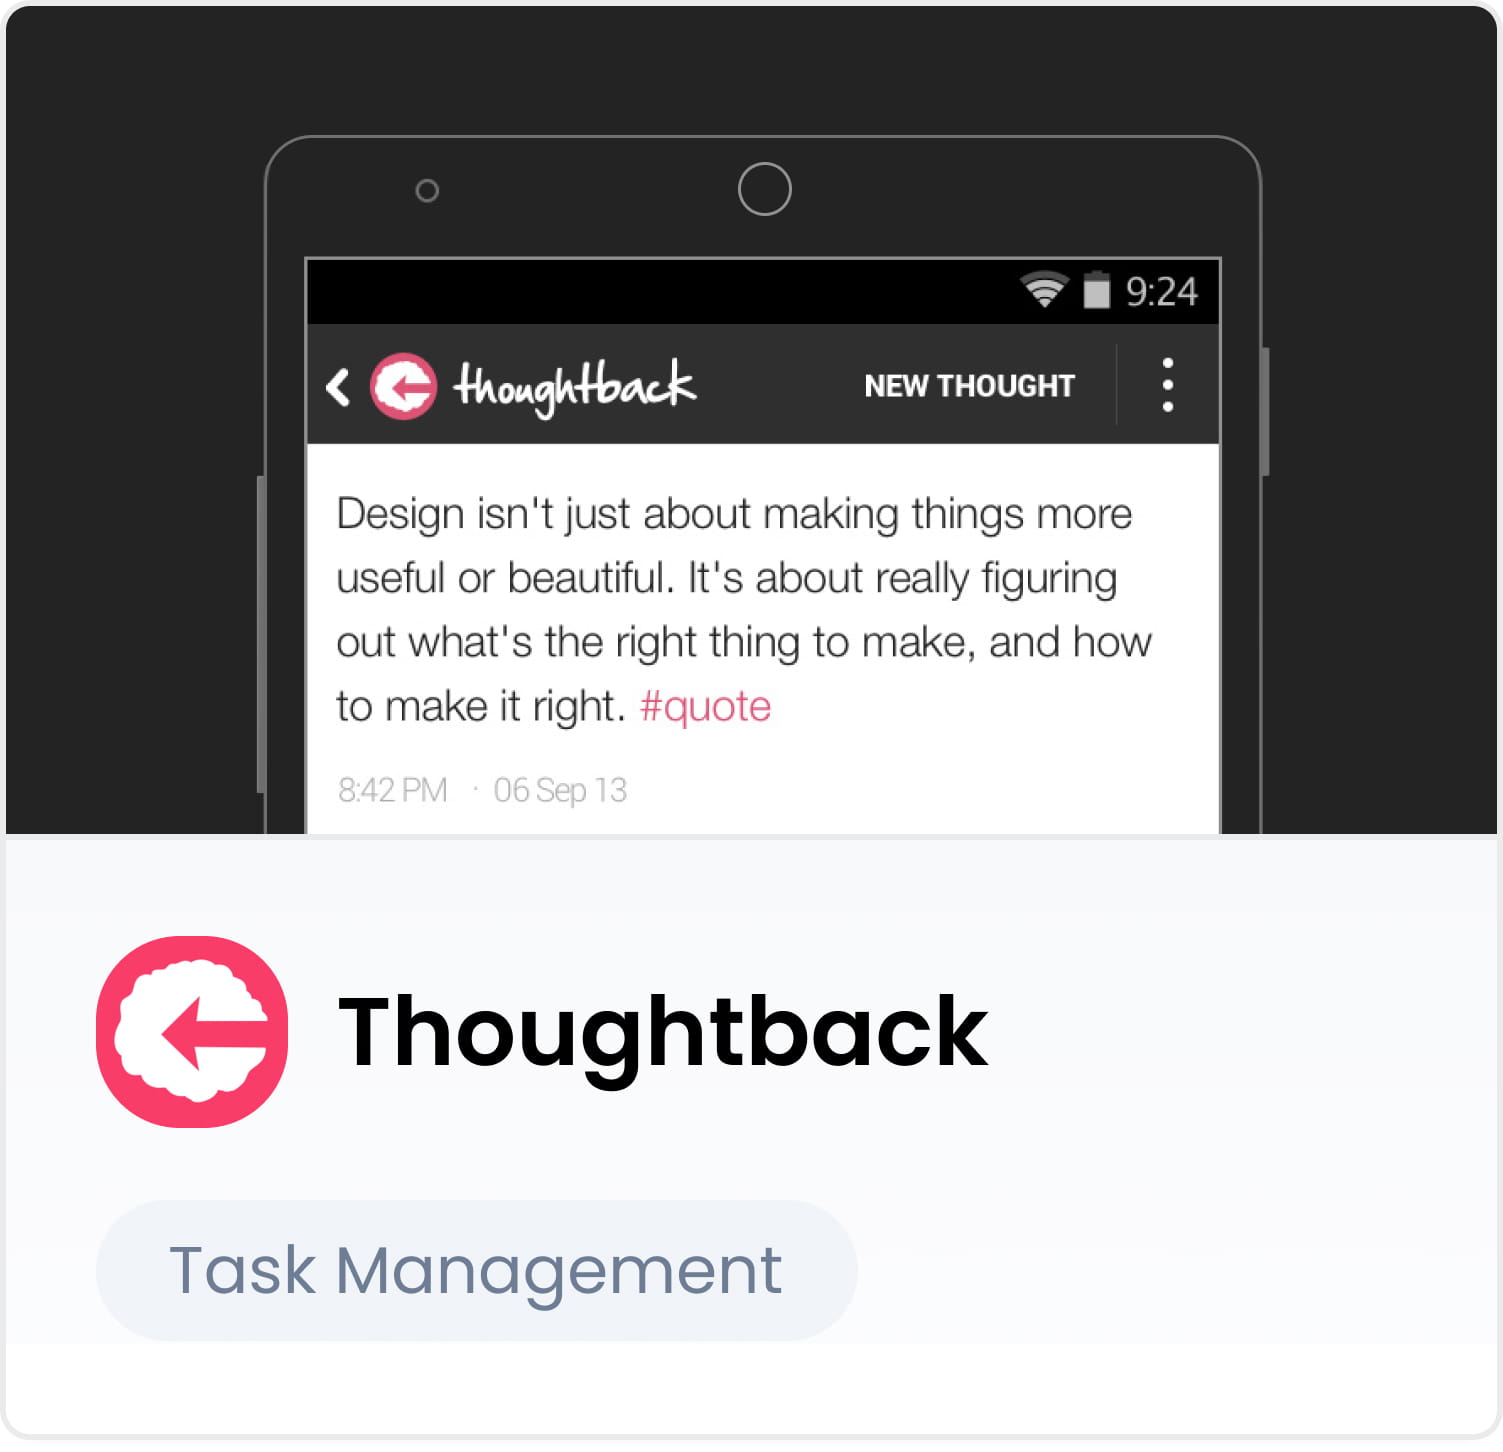 9:24
thoughtback
NEW THOUGHT
Design isn't just about making things more
useful or beautiful. It's about really figuring
out what's the right thing to make, and how
to make it right. #quote
8:42 PM · 06 Sep 13
Thoughtback
Task Management